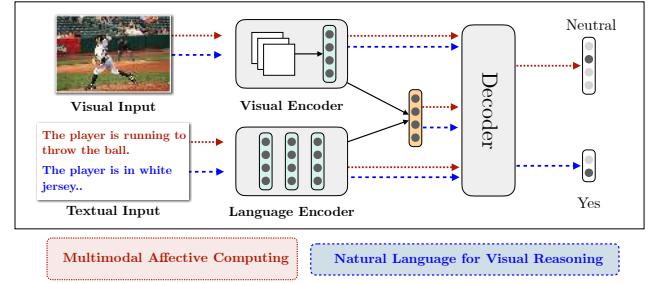 Neutral
Visual Input
Visual Encoder
Decoder
The player is running to
throw the ball.
The player is in white
jersey..
Textual Input
Language Encoder
Yes
Multimodal Affective Computing
Natural Language for Visual Reasoning